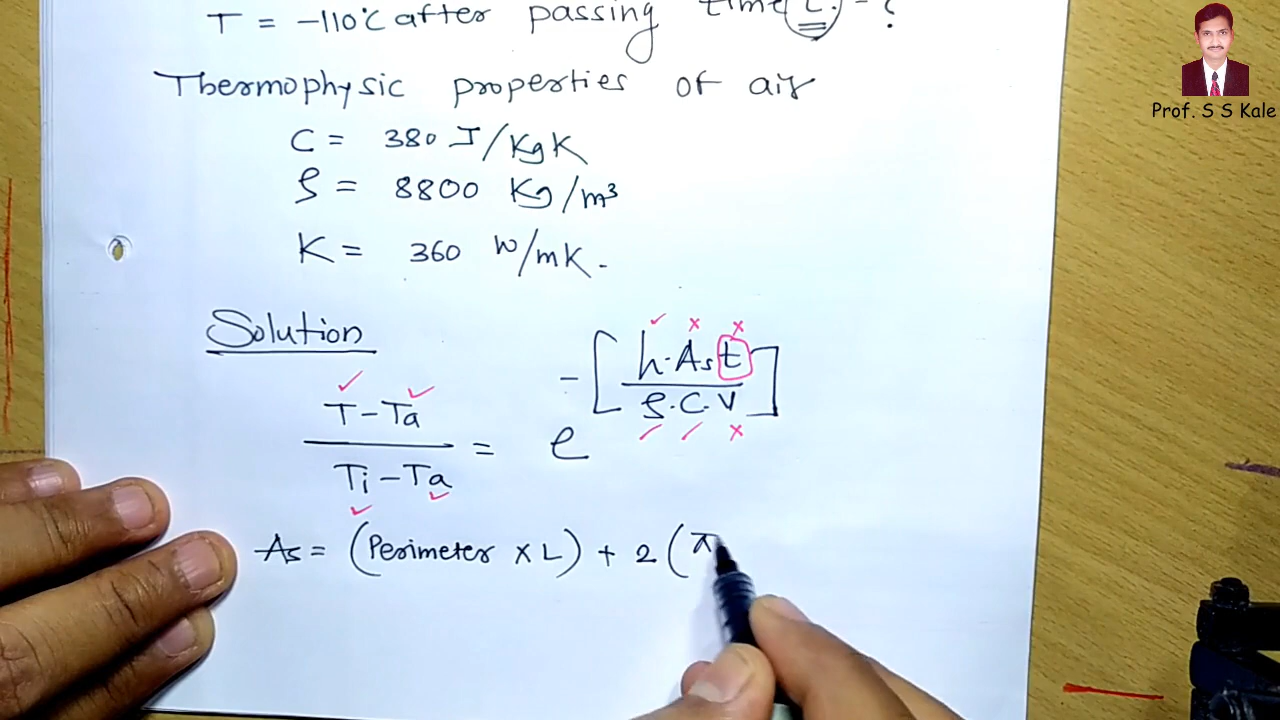 T = -110°C after passing time t = ?
Prof. S S Kale
Thermophysic properties of air
C = 380 J/KgK
ρ = 8800 Kg/m³
K = 360 W/mK.
Solution
T-Ta / Ti-Ta = e -[h.As t / ρ.C.V]
As = (Perimeter x L) + 2 (π